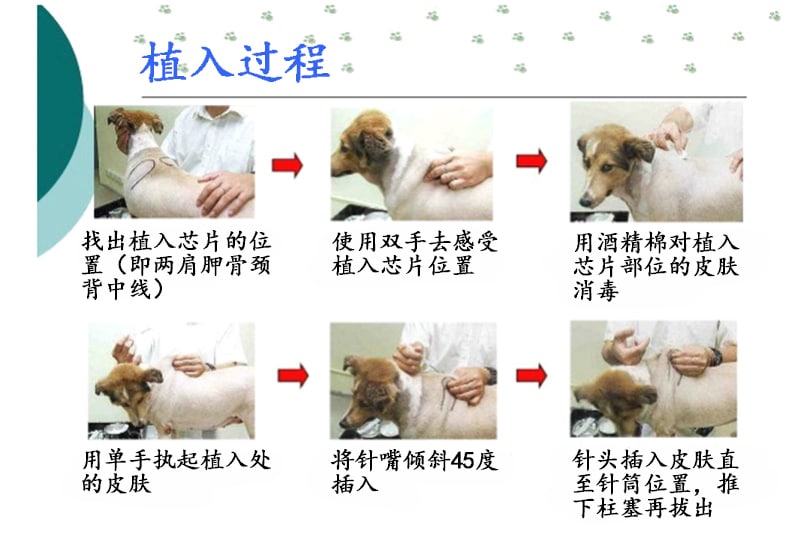 植入过程
找出植入芯片的位
置（即两肩胛骨颈
背中线）
使用双手去感受
植入芯片位置
用酒精棉对植入
芯片部位的皮肤
消毒
用单手执起植入处
的皮肤
将针嘴倾斜45度
插入
针头插入皮肤直
至针筒位置，推
下柱塞再拔出